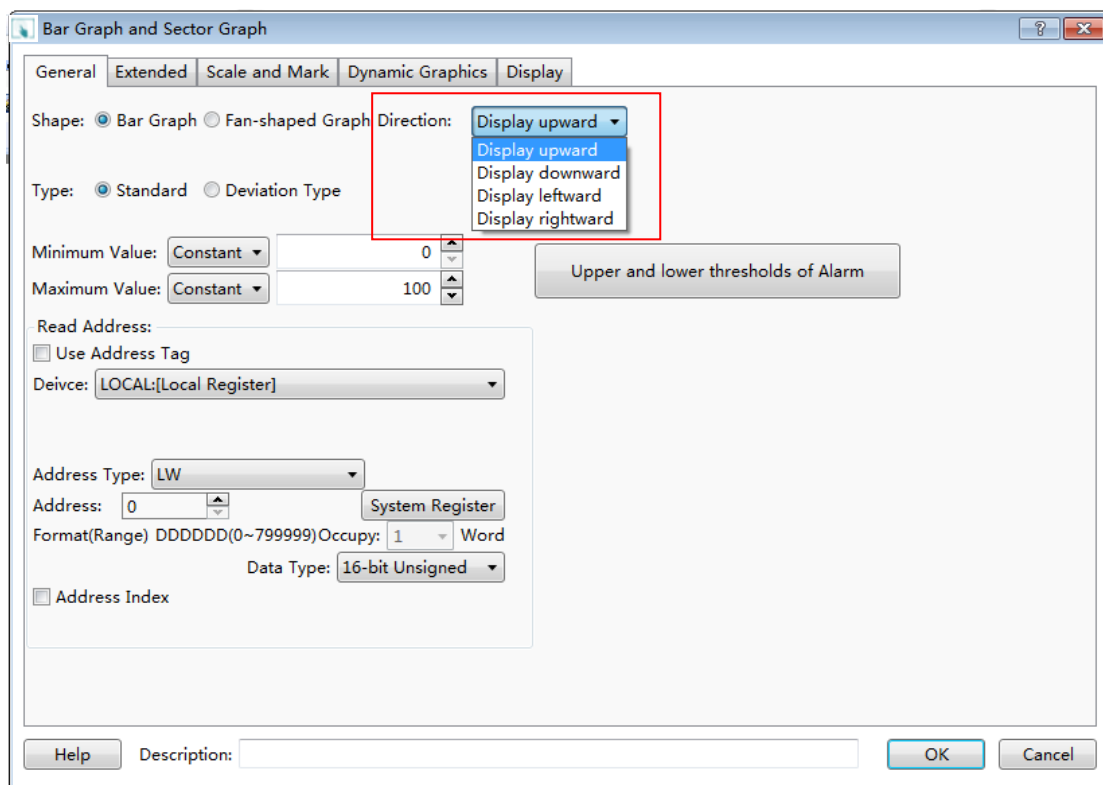 Bar Graph and Sector Graph
General Extended Scale and Mark Dynamic Graphics Display
Shape: Bar Graph Fan-shaped Graph Direction: Display upward
Display upward
Display downward
Display leftward
Display rightward
Type: Standard Deviation Type
Minimum Value: Constant 0
Maximum Value: Constant 100
Upper and lower thresholds of Alarm
Read Address:
Use Address Tag
Deivce: LOCAL:[Local Register]
Address Type: LW
Address: 0 System Register
Format(Range) DDDDDD(0~799999)Occupy: 1 Word
Data Type: 16-bit Unsigned
Address Index
Help Description: OK Cancel